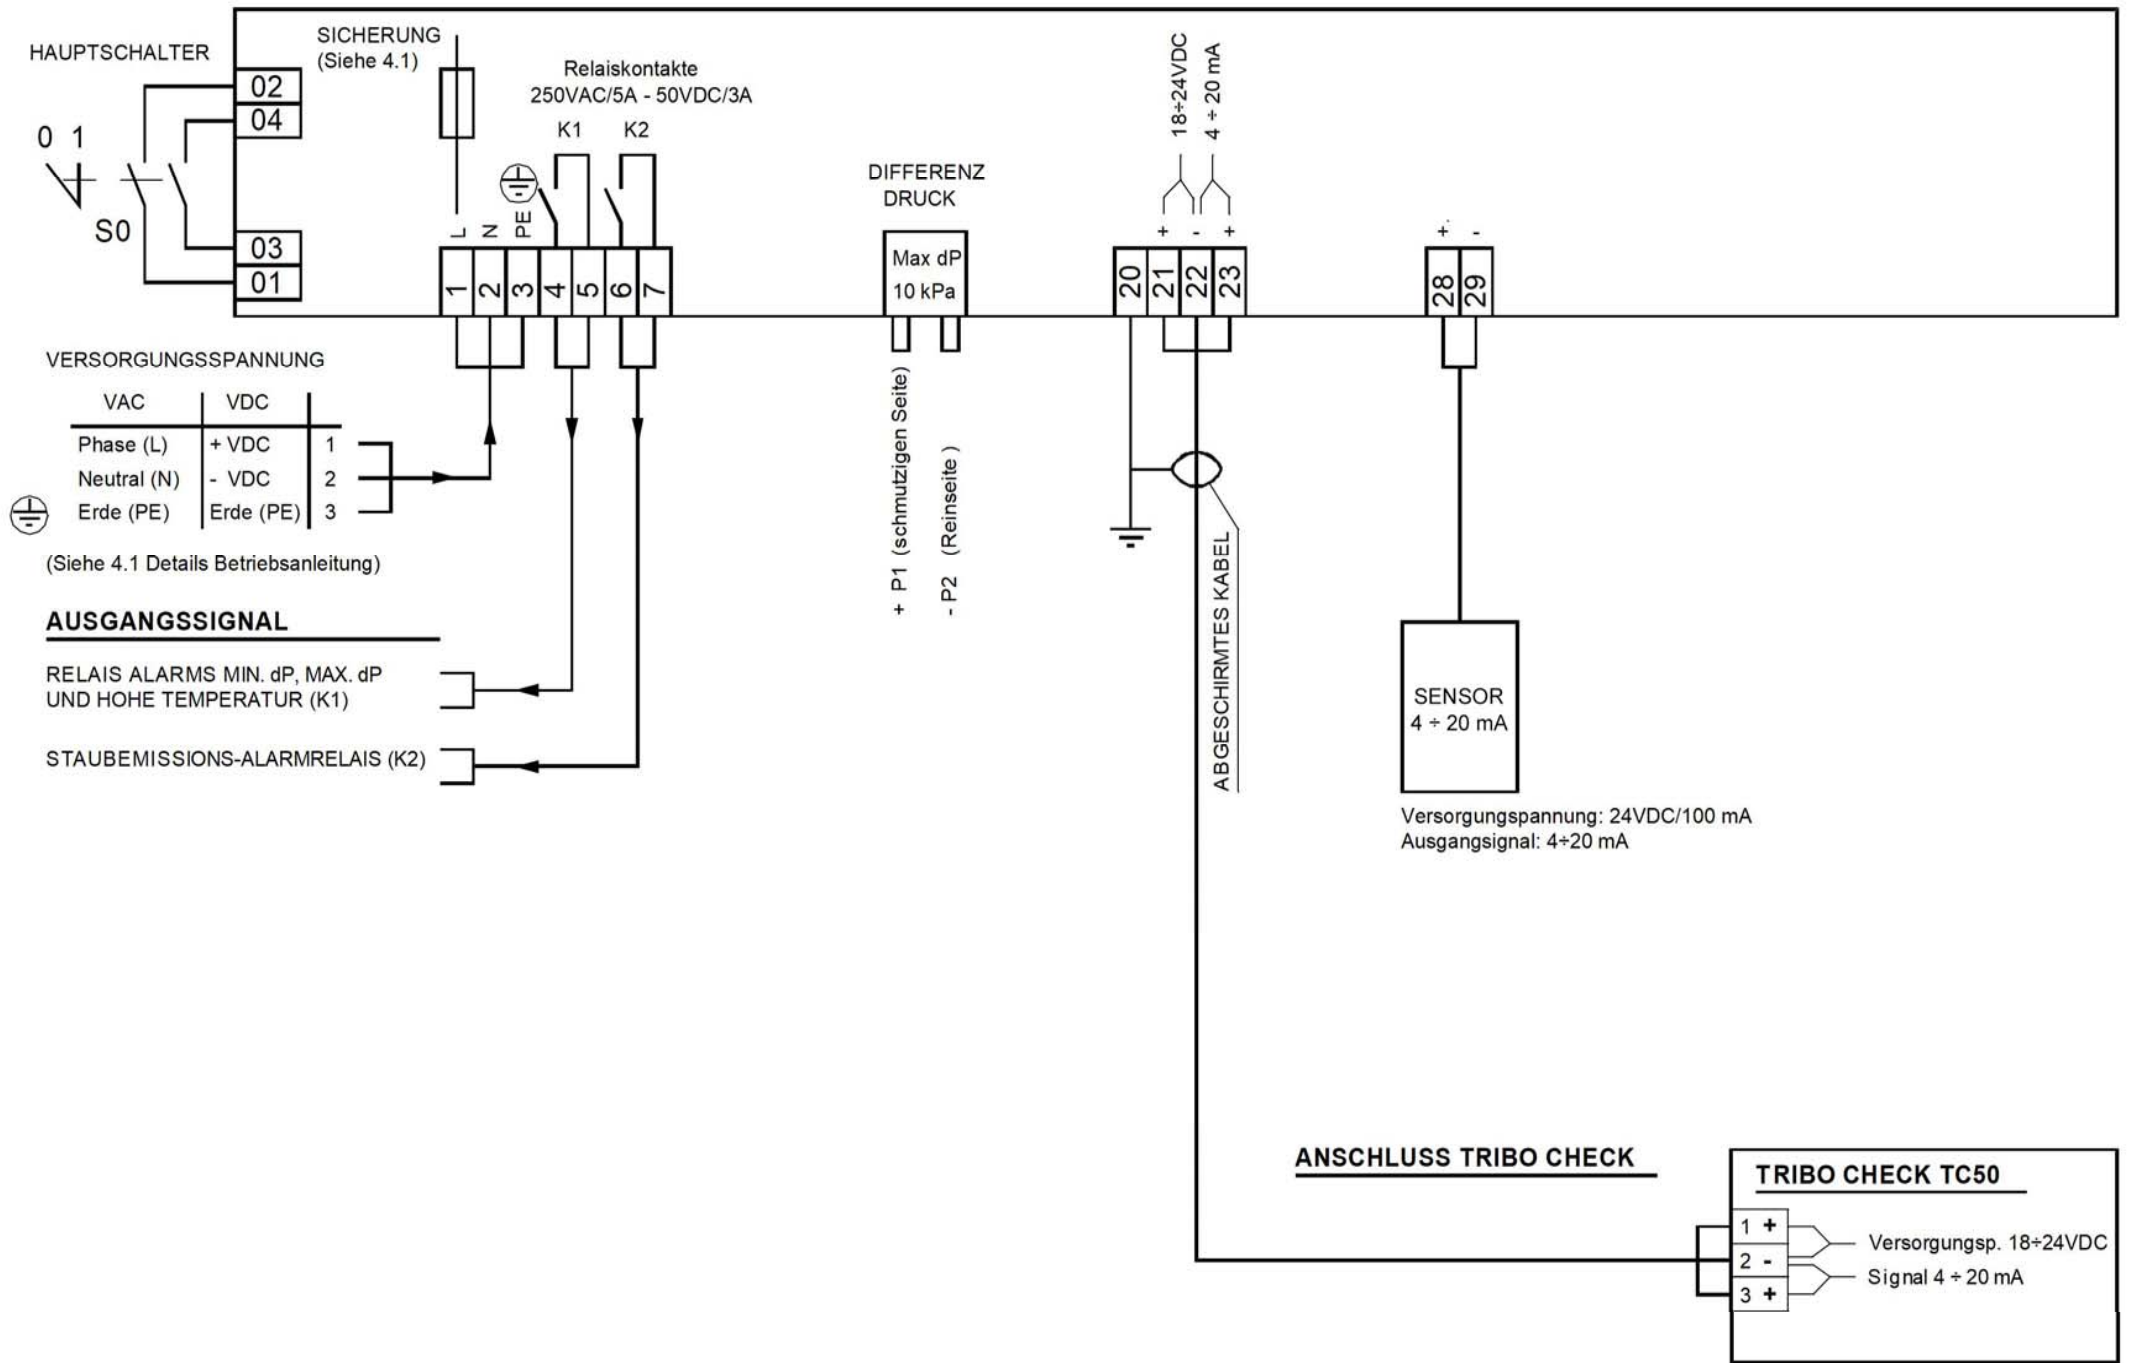 HAUPTSCHALTER
02
04
0 1
S0
03
01
SICHERUNG
(Siehe 4.1)
Relaiskontakte
250VAC/5A - 50VDC/3A
K1 K2
L N PE
1 2 3 4 5 6 7
DIFFERENZ
DRUCK
Max dP
10 kPa
+ P1 (schmutzigen Seite)
- P2 (Reinseite )
18÷24VDC
4 ÷ 20 mA
+ - +
20 21 22 23
ABGESCHIRMTES KABEL
+ -
28 29
SENSOR
4 ÷ 20 mA
Versorgungspannung: 24VDC/100 mA
Ausgangsignal: 4÷20 mA
VERSORGUNGSSPANNUNG
VAC VDC
Phase (L) + VDC 1
Neutral (N) - VDC 2
Erde (PE) Erde (PE) 3
(Siehe 4.1 Details Betriebsanleitung)
AUSGANGSSIGNAL
RELAIS ALARMS MIN. dP, MAX. dP
UND HOHE TEMPERATUR (K1)
STAUBEMISSIONS-ALARMRELAIS (K2)
ANSCHLUSS TRIBO CHECK
TRIBO CHECK TC50
1 +
2 -
3 +
Versorgungsp. 18÷24VDC
Signal 4 ÷ 20 mA